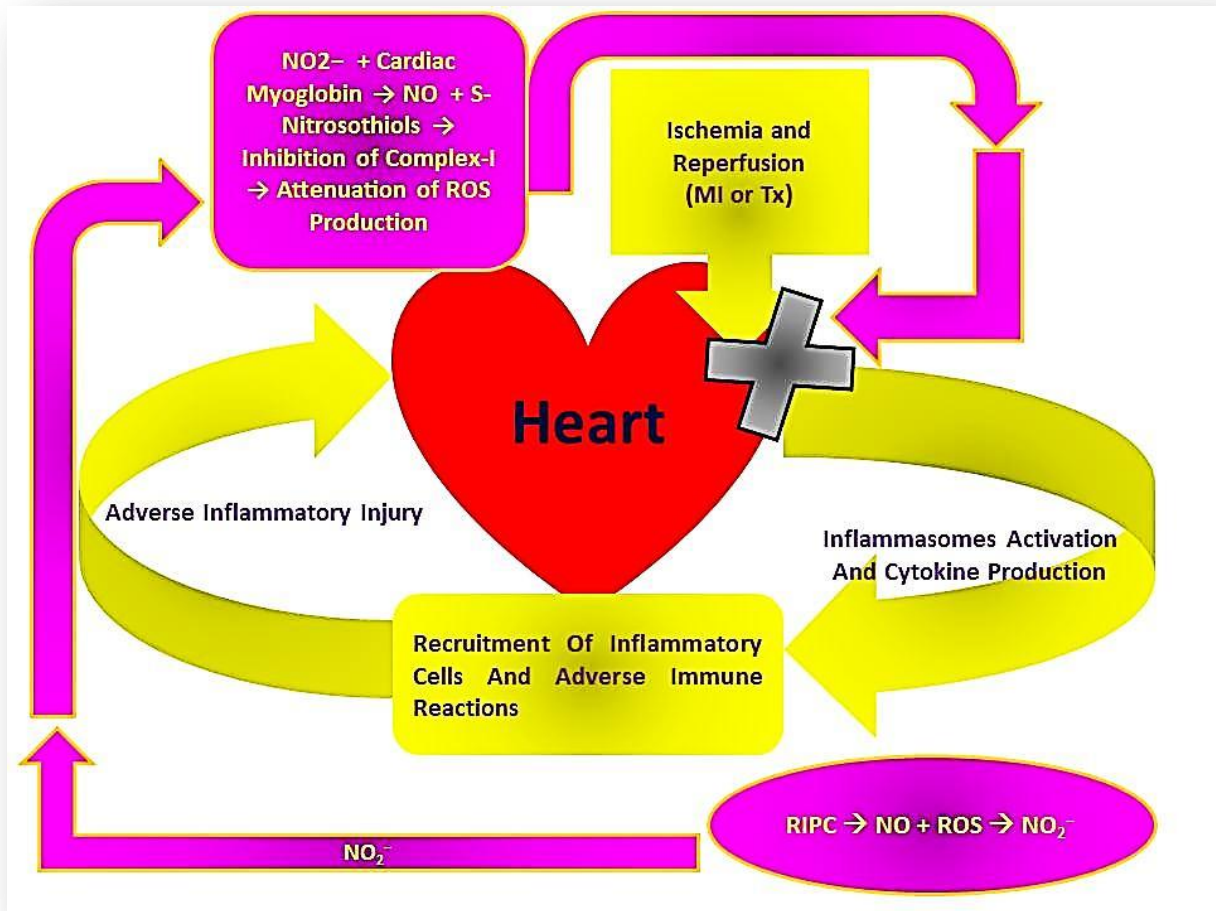 NO2− + Cardiac
Myoglobin → NO + S-
Nitrosothiols →
Inhibition of Complex-I
→ Attenuation of ROS
Production
Ischemia and
Reperfusion
(MI or Tx)
Heart
Adverse Inflammatory Injury
Inflammasomes Activation
And Cytokine Production
Recruitment Of Inflammatory
Cells And Adverse Immune
Reactions
RIPC → NO + ROS → NO₂⁻
NO₂⁻